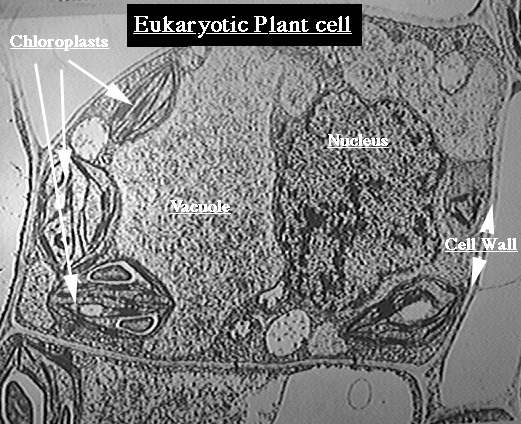 Eukaryotic Plant cell
Chloroplasts
Nucleus
Vacuole
Cell Wall